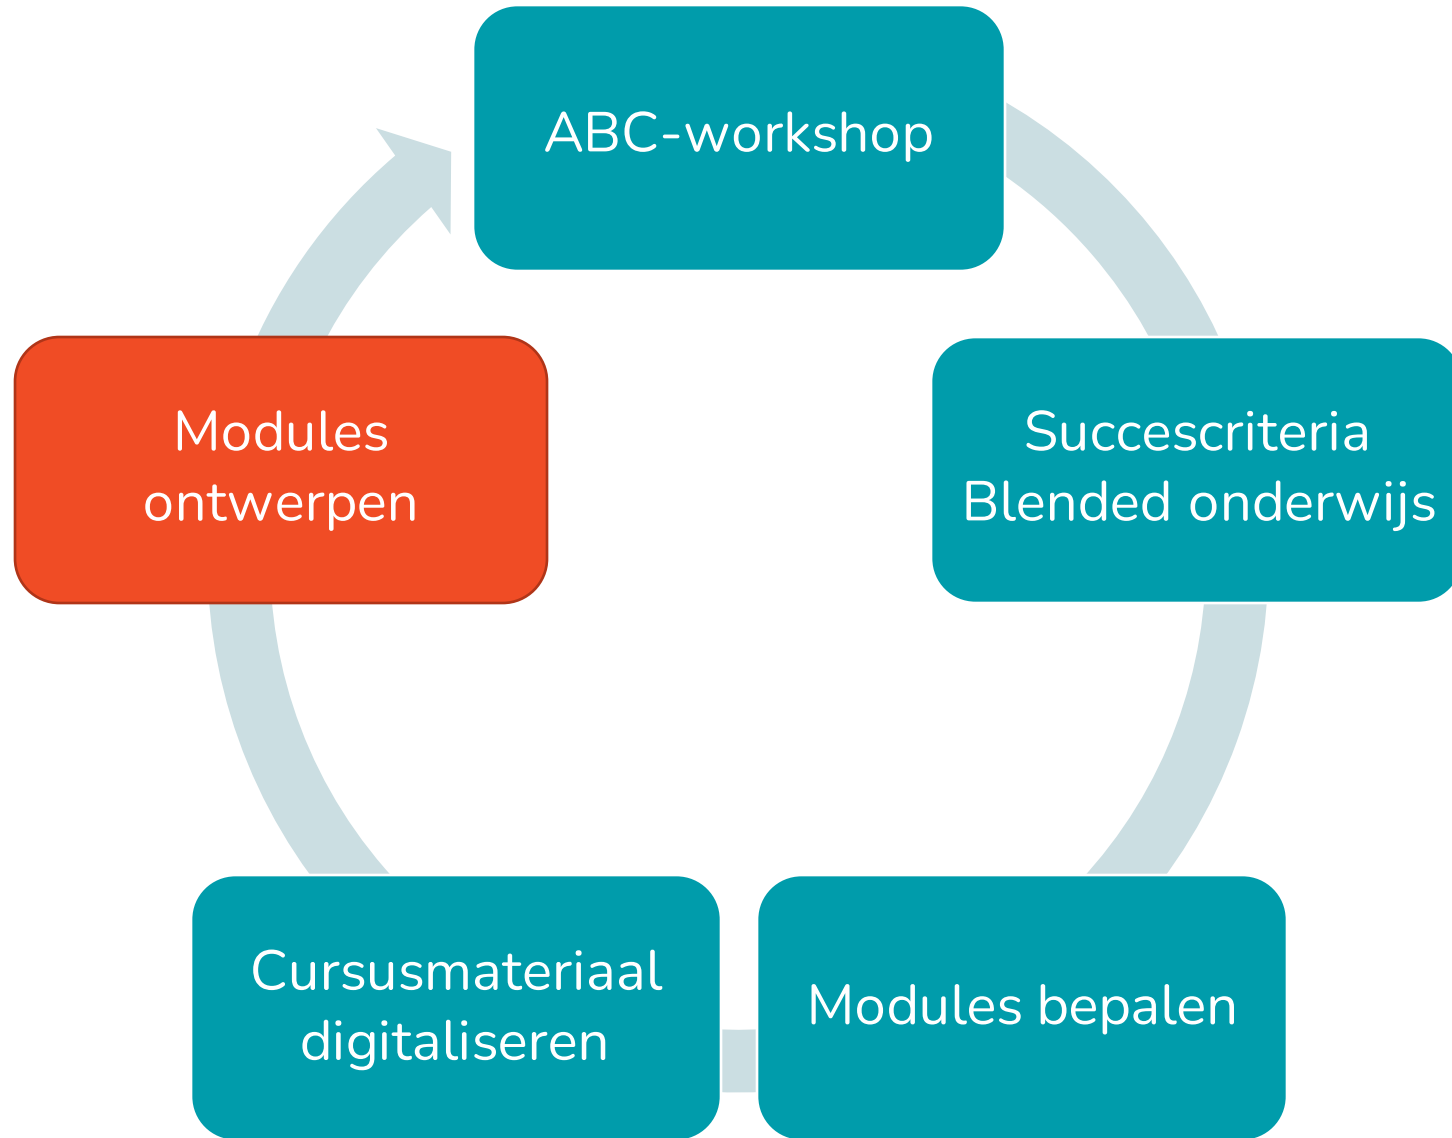 ABC-workshop
Succescriteria
Blended onderwijs
Modules bepalen
Cursusmateriaal
digitaliseren
Modules
ontwerpen